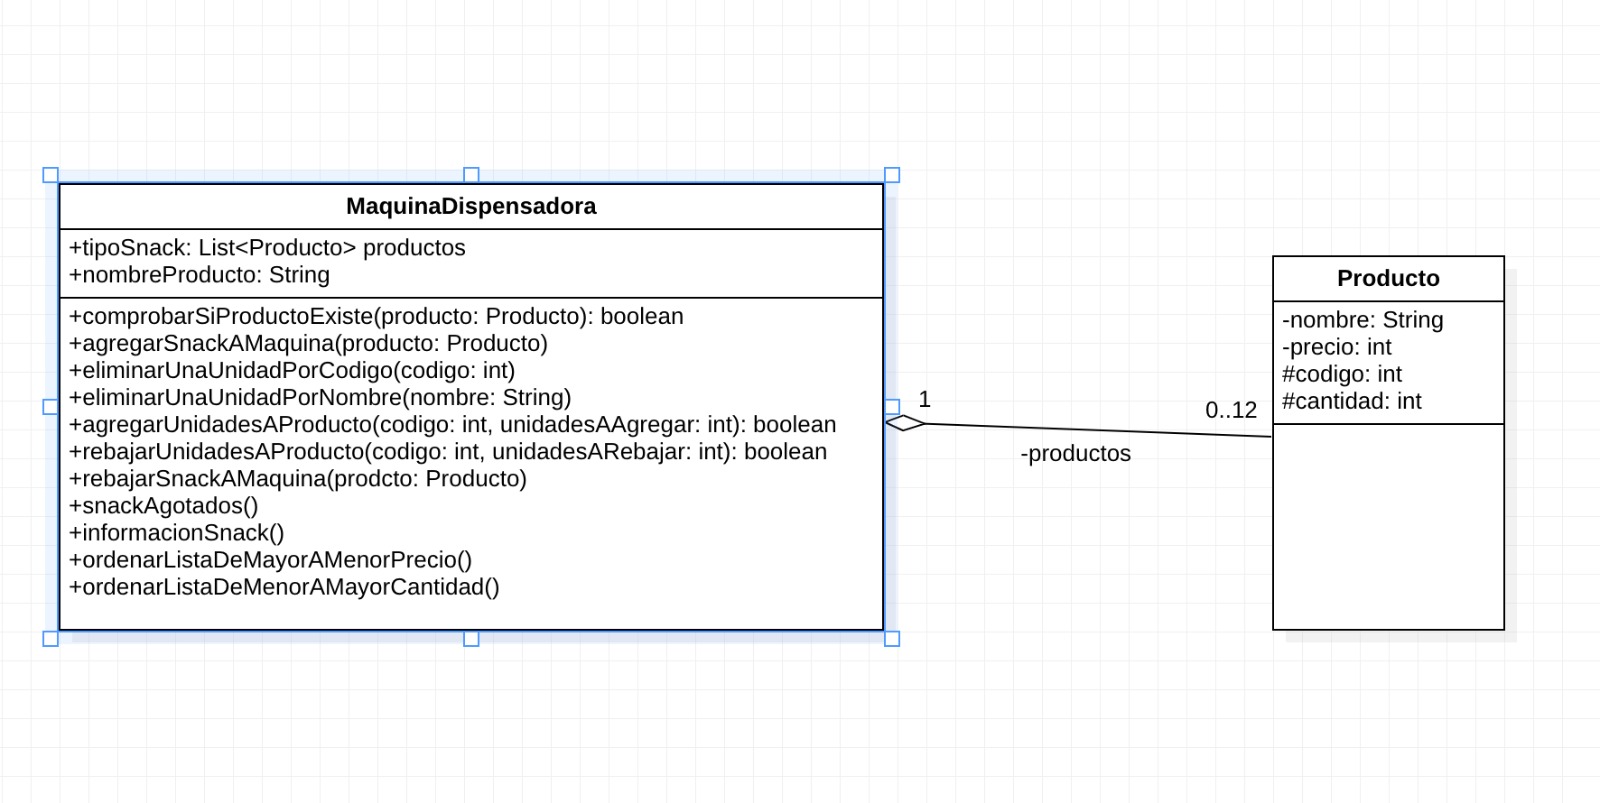 MaquinaDispensadora
+tipoSnack: List<Producto> productos
+nombreProducto: String
+comprobarSiProductoExiste(producto: Producto): boolean
+agregarSnackAMaquina(producto: Producto)
+eliminarUnaUnidadPorCodigo(codigo: int)
+eliminarUnaUnidadPorNombre(nombre: String)
+agregarUnidadesAProducto(codigo: int, unidadesAAgregar: int): boolean
+rebajarUnidadesAProducto(codigo: int, unidadesARebajar: int): boolean
+rebajarSnackAMaquina(prodcto: Producto)
+snackAgotados()
+informacionSnack()
+ordenarListaDeMayorAMenorPrecio()
+ordenarListaDeMenorAMayorCantidad()
1
0..12
-productos
Producto
-nombre: String
-precio: int
#codigo: int
#cantidad: int